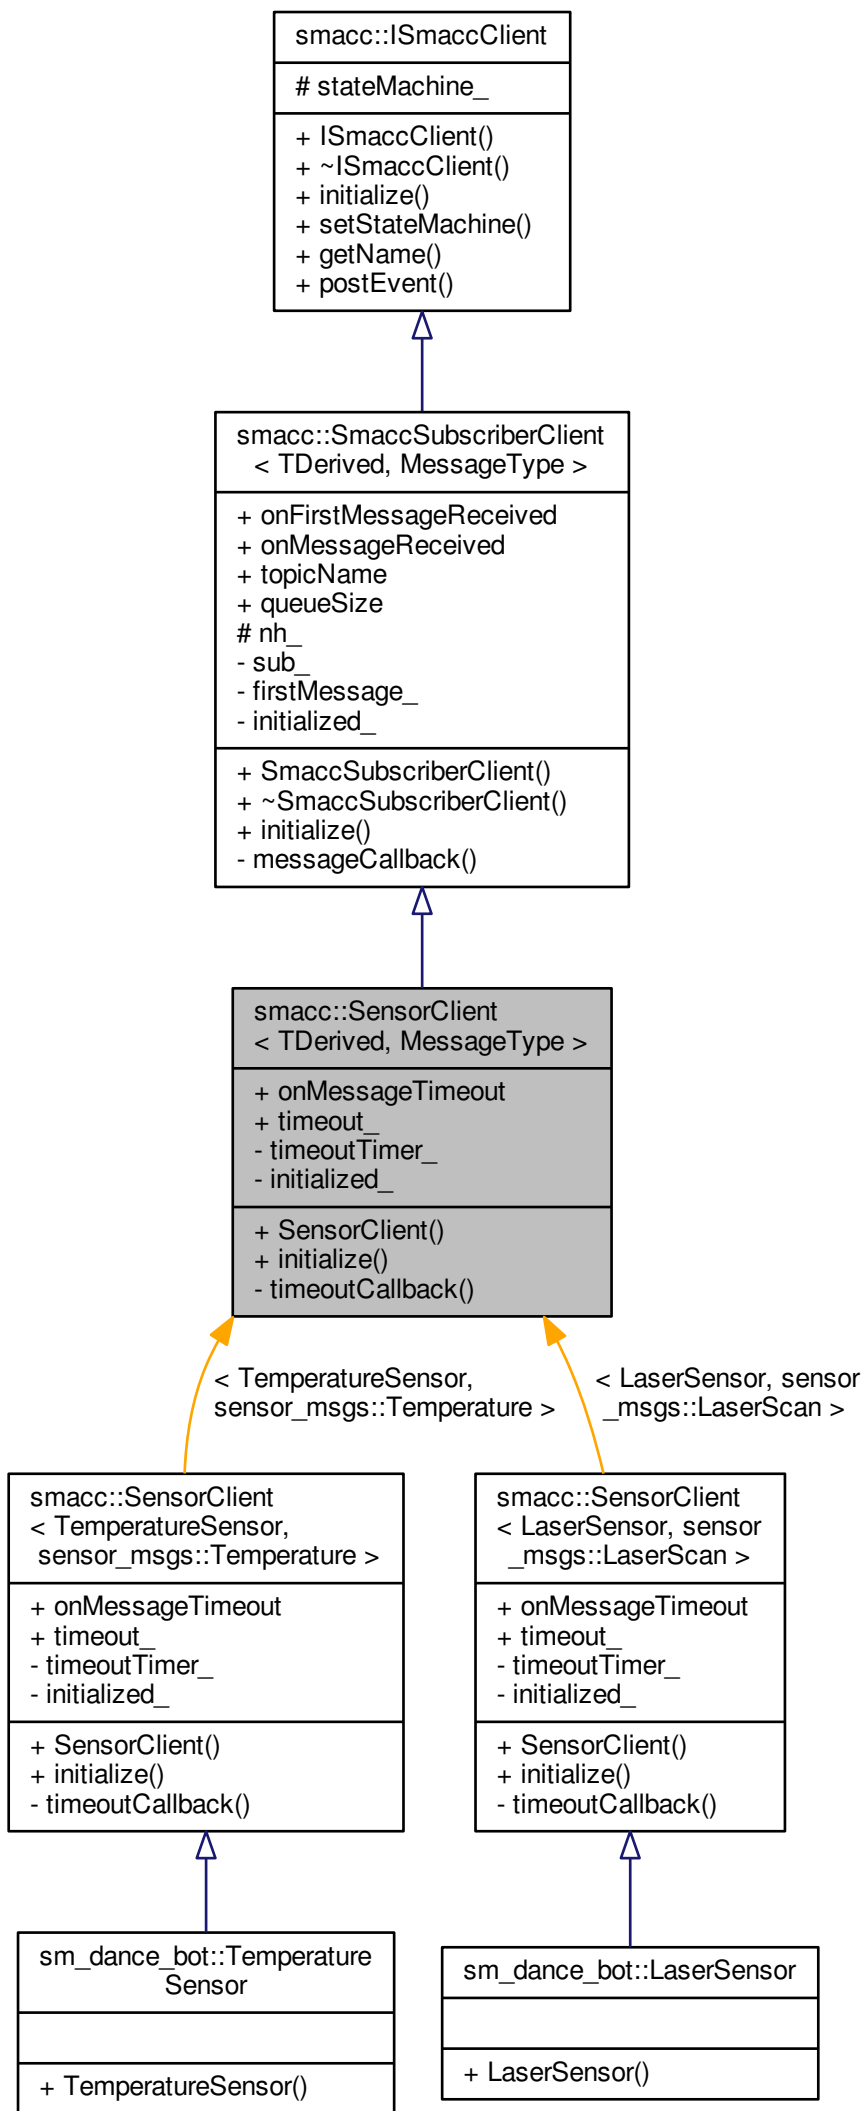 smacc::ISmaccClient
# stateMachine_
+ ISmaccClient()
+ ~ISmaccClient()
+ initialize()
+ setStateMachine()
+ getName()
+ postEvent()
smacc::SmaccSubscriberClient
< TDerived, MessageType >
+ onFirstMessageReceived
+ onMessageReceived
+ topicName
+ queueSize
# nh_
- sub_
- firstMessage_
- initialized_
+ SmaccSubscriberClient()
+ ~SmaccSubscriberClient()
+ initialize()
- messageCallback()
smacc::SensorClient
< TDerived, MessageType >
+ onMessageTimeout
+ timeout_
- timeoutTimer_
- initialized_
+ SensorClient()
+ initialize()
- timeoutCallback()
< TemperatureSensor,
sensor_msgs::Temperature >
< LaserSensor, sensor
_msgs::LaserScan >
smacc::SensorClient
< TemperatureSensor,
sensor_msgs::Temperature >
+ onMessageTimeout
+ timeout_
- timeoutTimer_
- initialized_
+ SensorClient()
+ initialize()
- timeoutCallback()
smacc::SensorClient
< LaserSensor, sensor
_msgs::LaserScan >
+ onMessageTimeout
+ timeout_
- timeoutTimer_
- initialized_
+ SensorClient()
+ initialize()
- timeoutCallback()
sm_dance_bot::Temperature
Sensor
+ TemperatureSensor()
sm_dance_bot::LaserSensor
+ LaserSensor()